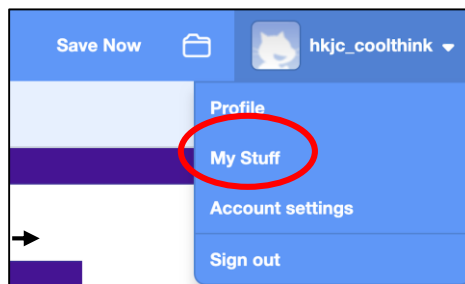 Save Now hkjc_coolthink
Profile
My Stuff
Account settings
Sign out